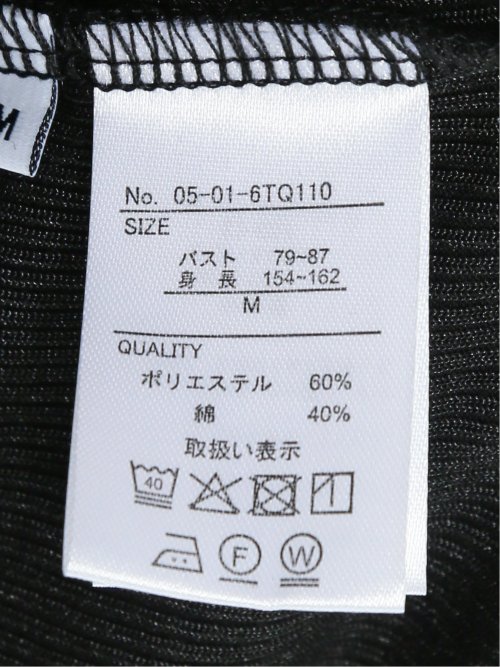 M
No. 05-01-6TQ110
SIZE
バスト 79~87
身 長 154~162
M
QUALITY
ポリエステル 60%
綿 40%
取扱い表示
40
F W